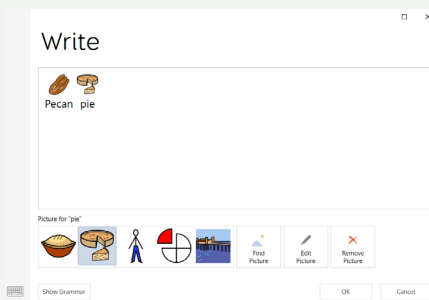 Write
Pecan pie
Picture for "pie"
Find Picture
Edit Picture
Remove Picture
Show Grammar
OK
Cancel